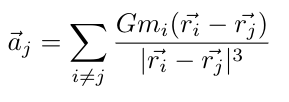 $\vec{a}_j = \sum_{i \neq j} \frac{G m_i (\vec{r_i} - \vec{r_j})}{|\vec{r_i} - \vec{r_j}|^3}$